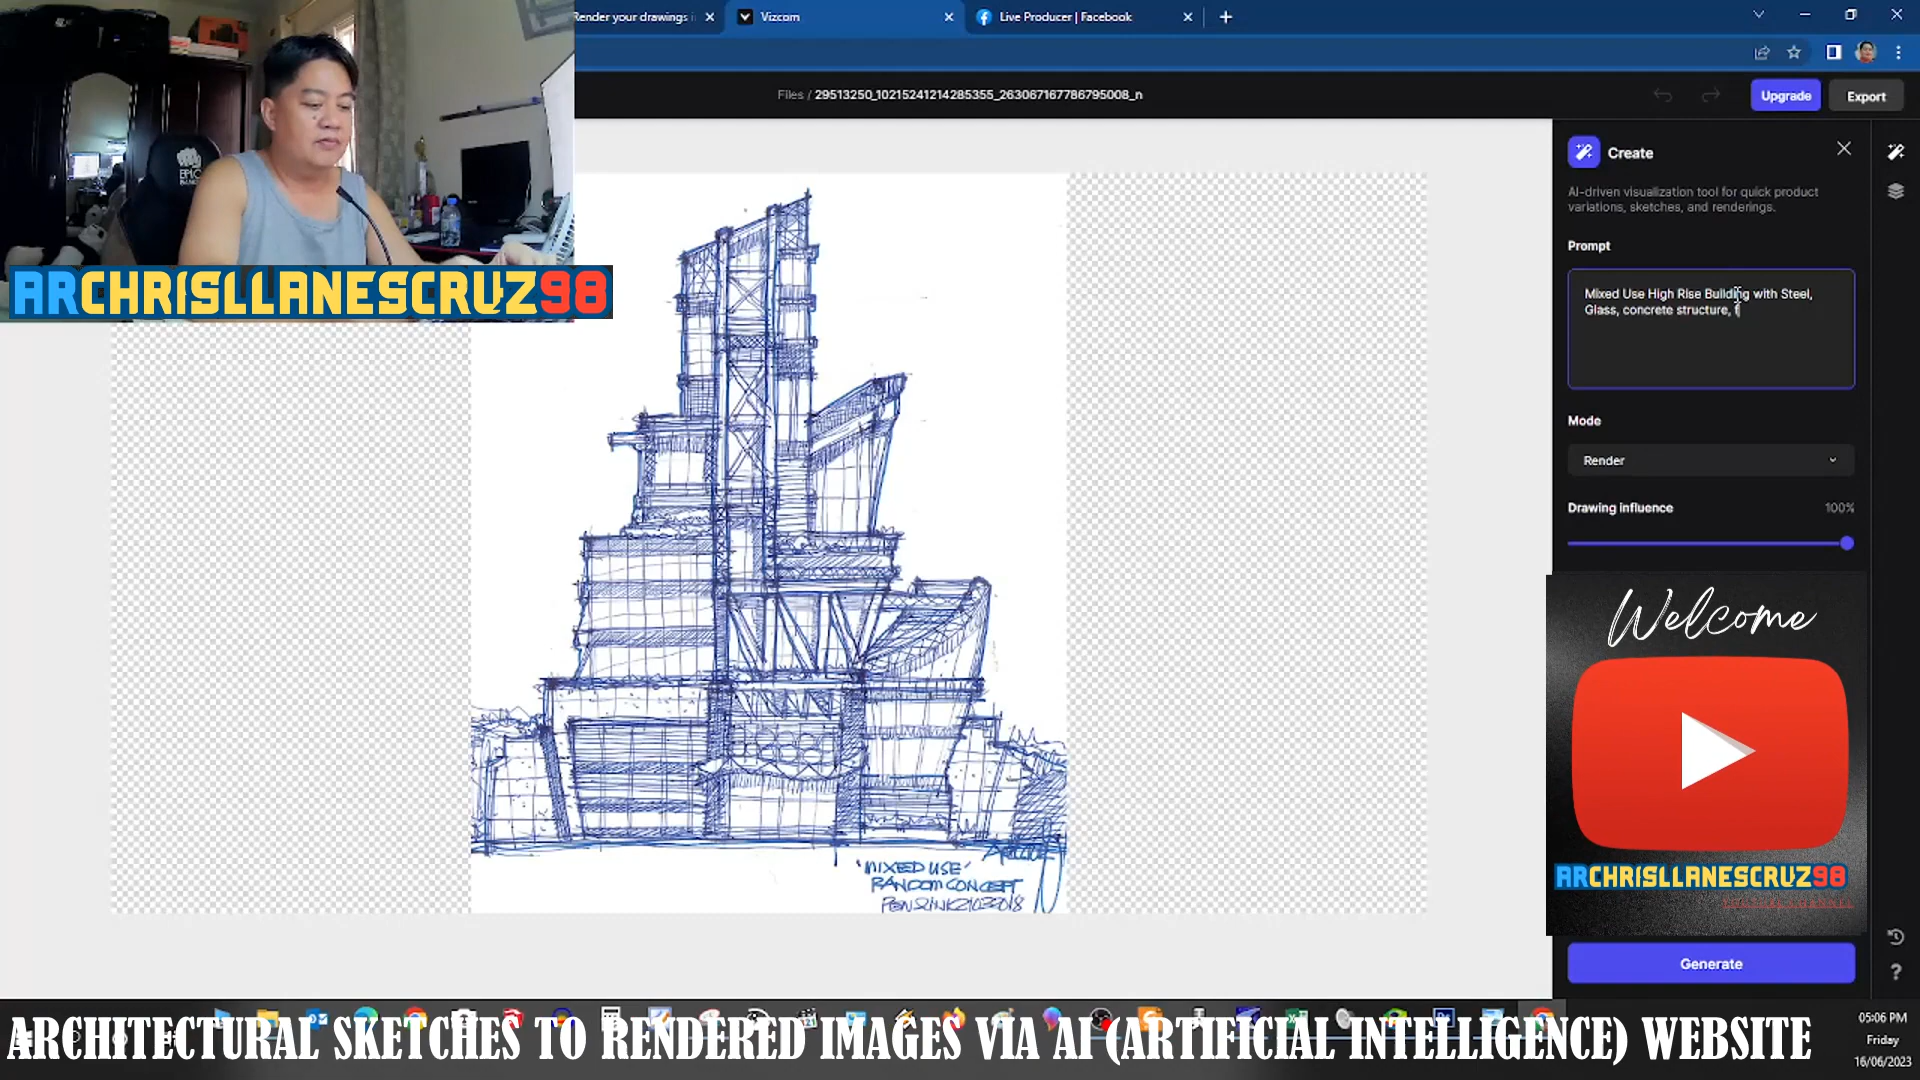 Render your drawings i
Vizcom
Live Producer | Facebook
Files / 29513250_10215241214285355_263067167786795008_n
Upgrade
Export
EPIC
ARCHRISLLANESCRUZ98
Create
AI-driven visualization tool for quick product
variations, sketches, and renderings.
Prompt
Mixed Use High Rise Building with Steel,
Glass, concrete structure, f
Mode
Render
Drawing influence
100%
Welcome
ARCHRISLLANESCRUZ98
YOUTUBE CHANNEL
Generate
'MIXED USE'
RANDOM CONCEPT
ARCHITECTURAL SKETCHES TO RENDERED IMAGES VIA AI (ARTIFICIAL INTELLIGENCE) WEBSITE
05:06 PM
Friday
16/06/2023